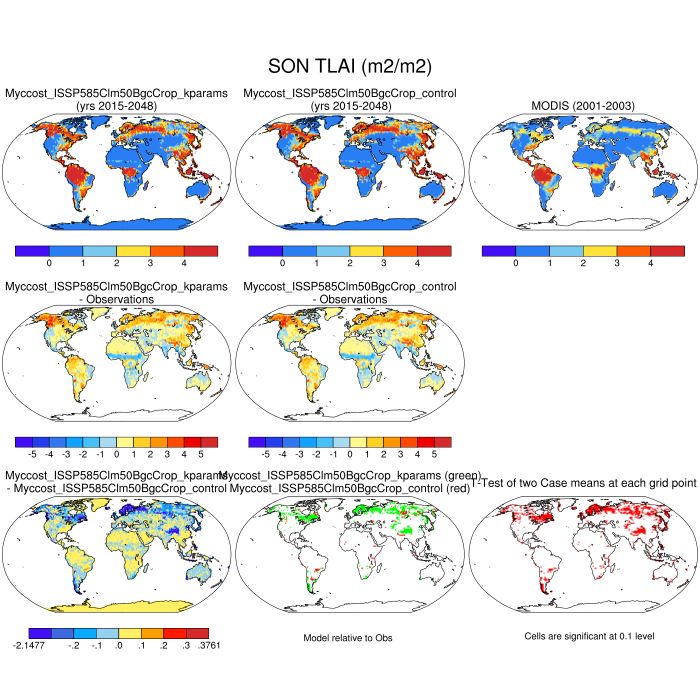 SON TLAI (m2/m2)
Myccost_ISSP585Clm50BgcCrop_kparams
(yrs 2015-2048)
Myccost_ISSP585Clm50BgcCrop_control
(yrs 2015-2048)
MODIS (2001-2003)
0 1 2 3 4
0 1 2 3 4
0 1 2 3 4
Myccost_ISSP585Clm50BgcCrop_kparams
- Observations
Myccost_ISSP585Clm50BgcCrop_control
- Observations
-5 -4 -3 -2 -1 0 1 2 3 4 5
-5 -4 -3 -2 -1 0 1 2 3 4 5
Myccost_ISSP585Clm50BgcCrop_kparams
- Myccost_ISSP585Clm50BgcCrop_control
Myccost_ISSP585Clm50BgcCrop_kparams (green)
Myccost_ISSP585Clm50BgcCrop_control (red)
T-Test of two Case means at each grid point
-2.1477 -.2 -.1 .0 .1 .2 .3 .3761
Model relative to Obs
Cells are significant at 0.1 level